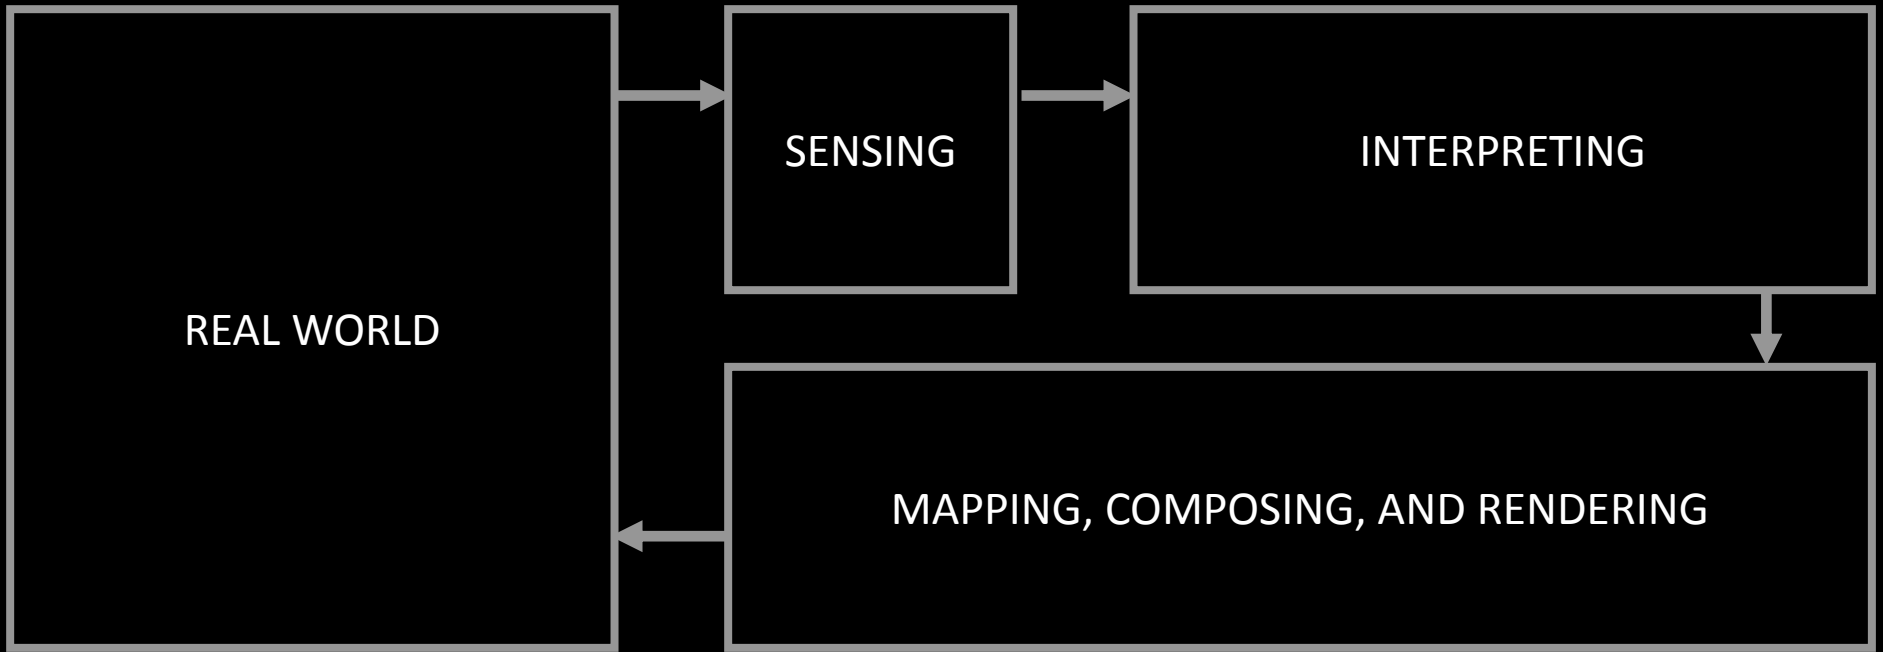 REAL WORLD
SENSING
INTERPRETING
MAPPING, COMPOSING, AND RENDERING